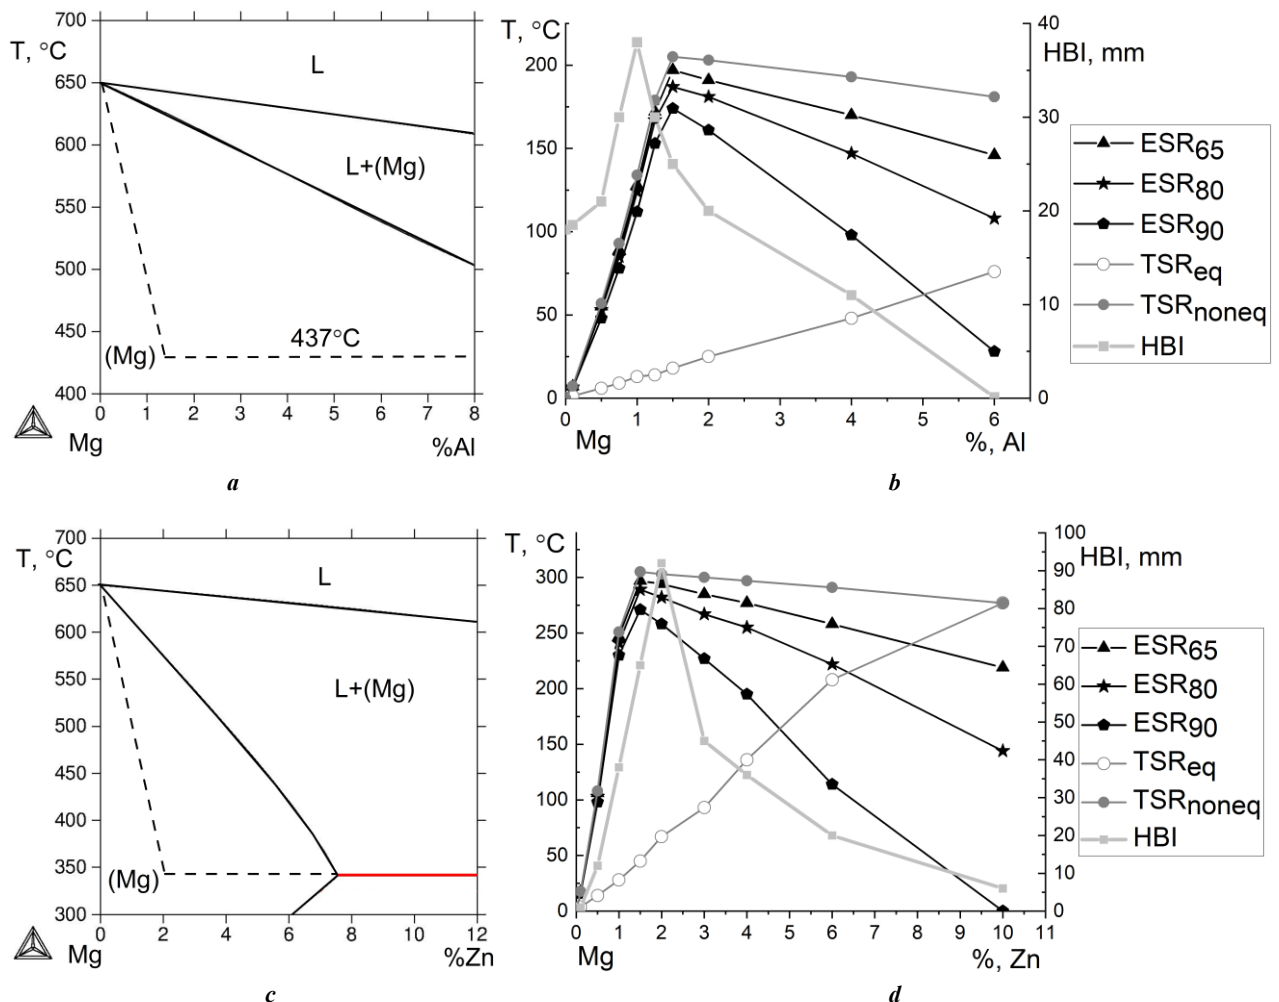 700
650
600
550
500
450
400
T, °C
L
L+(Mg)
437°C
(Mg)
0 1 2 3 4 5 6 7 8
Mg
%Al
a
T, °C
200
150
100
50
0
0 1 2 3 4 5 6
Mg
%, Al
40
30
20
10
0
HBI, mm
ESR65
ESR80
ESR90
TSReq
TSRnoneq
HBI
b
700
650
600
550
500
450
400
350
300
T, °C
L
L+(Mg)
(Mg)
0 2 4 6 8 10 12
Mg
%Zn
c
T, °C
300
250
200
150
100
50
0
0 1 2 3 4 5 6 7 8 9 10 11
Mg
%, Zn
100
90
80
70
60
50
40
30
20
10
0
HBI, mm
ESR65
ESR80
ESR90
TSReq
TSRnoneq
HBI
d